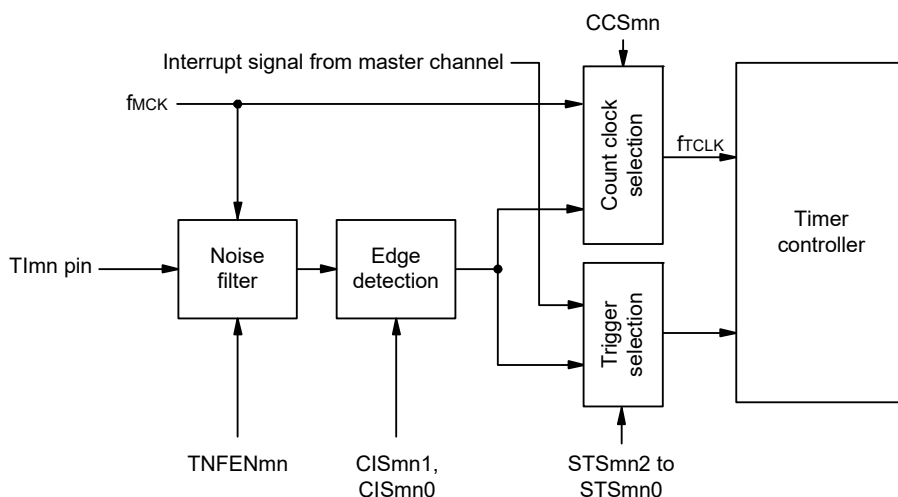 CCSmn
Interrupt signal from master channel
fMCK
Count clock
selection
fTCLK
Timer
controller
TImn pin
Noise
filter
Edge
detection
Trigger
selection
TNFENmn
CISmn1,
CISmn0
STSmn2 to
STSmn0